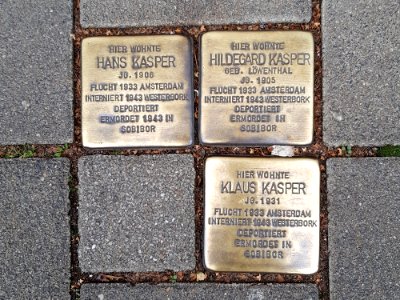 HIER WOHNTE
HANS KASPER
JG. 1906
FLUCHT 1933 AMSTERDAM
INTERNIERT 1943 WESTERBORK
DEPORTIERT
ERMORDET 1943 IN
SOBIBOR
HIER WOHNTE
HILDEGARD KASPER
GEB. LÖWENTHAL
JG. 1905
FLUCHT 1933 AMSTERDAM
INTERNIERT 1943 WESTERBORK
DEPORTIERT
ERMORDET IN
SOBIBOR
HIER WOHNTE
KLAUS KASPER
JG. 1931
FLUCHT 1933 AMSTERDAM
INTERNIERT 1943 WESTERBORK
DEPORTIERT
ERMORDET IN
SOBIBOR